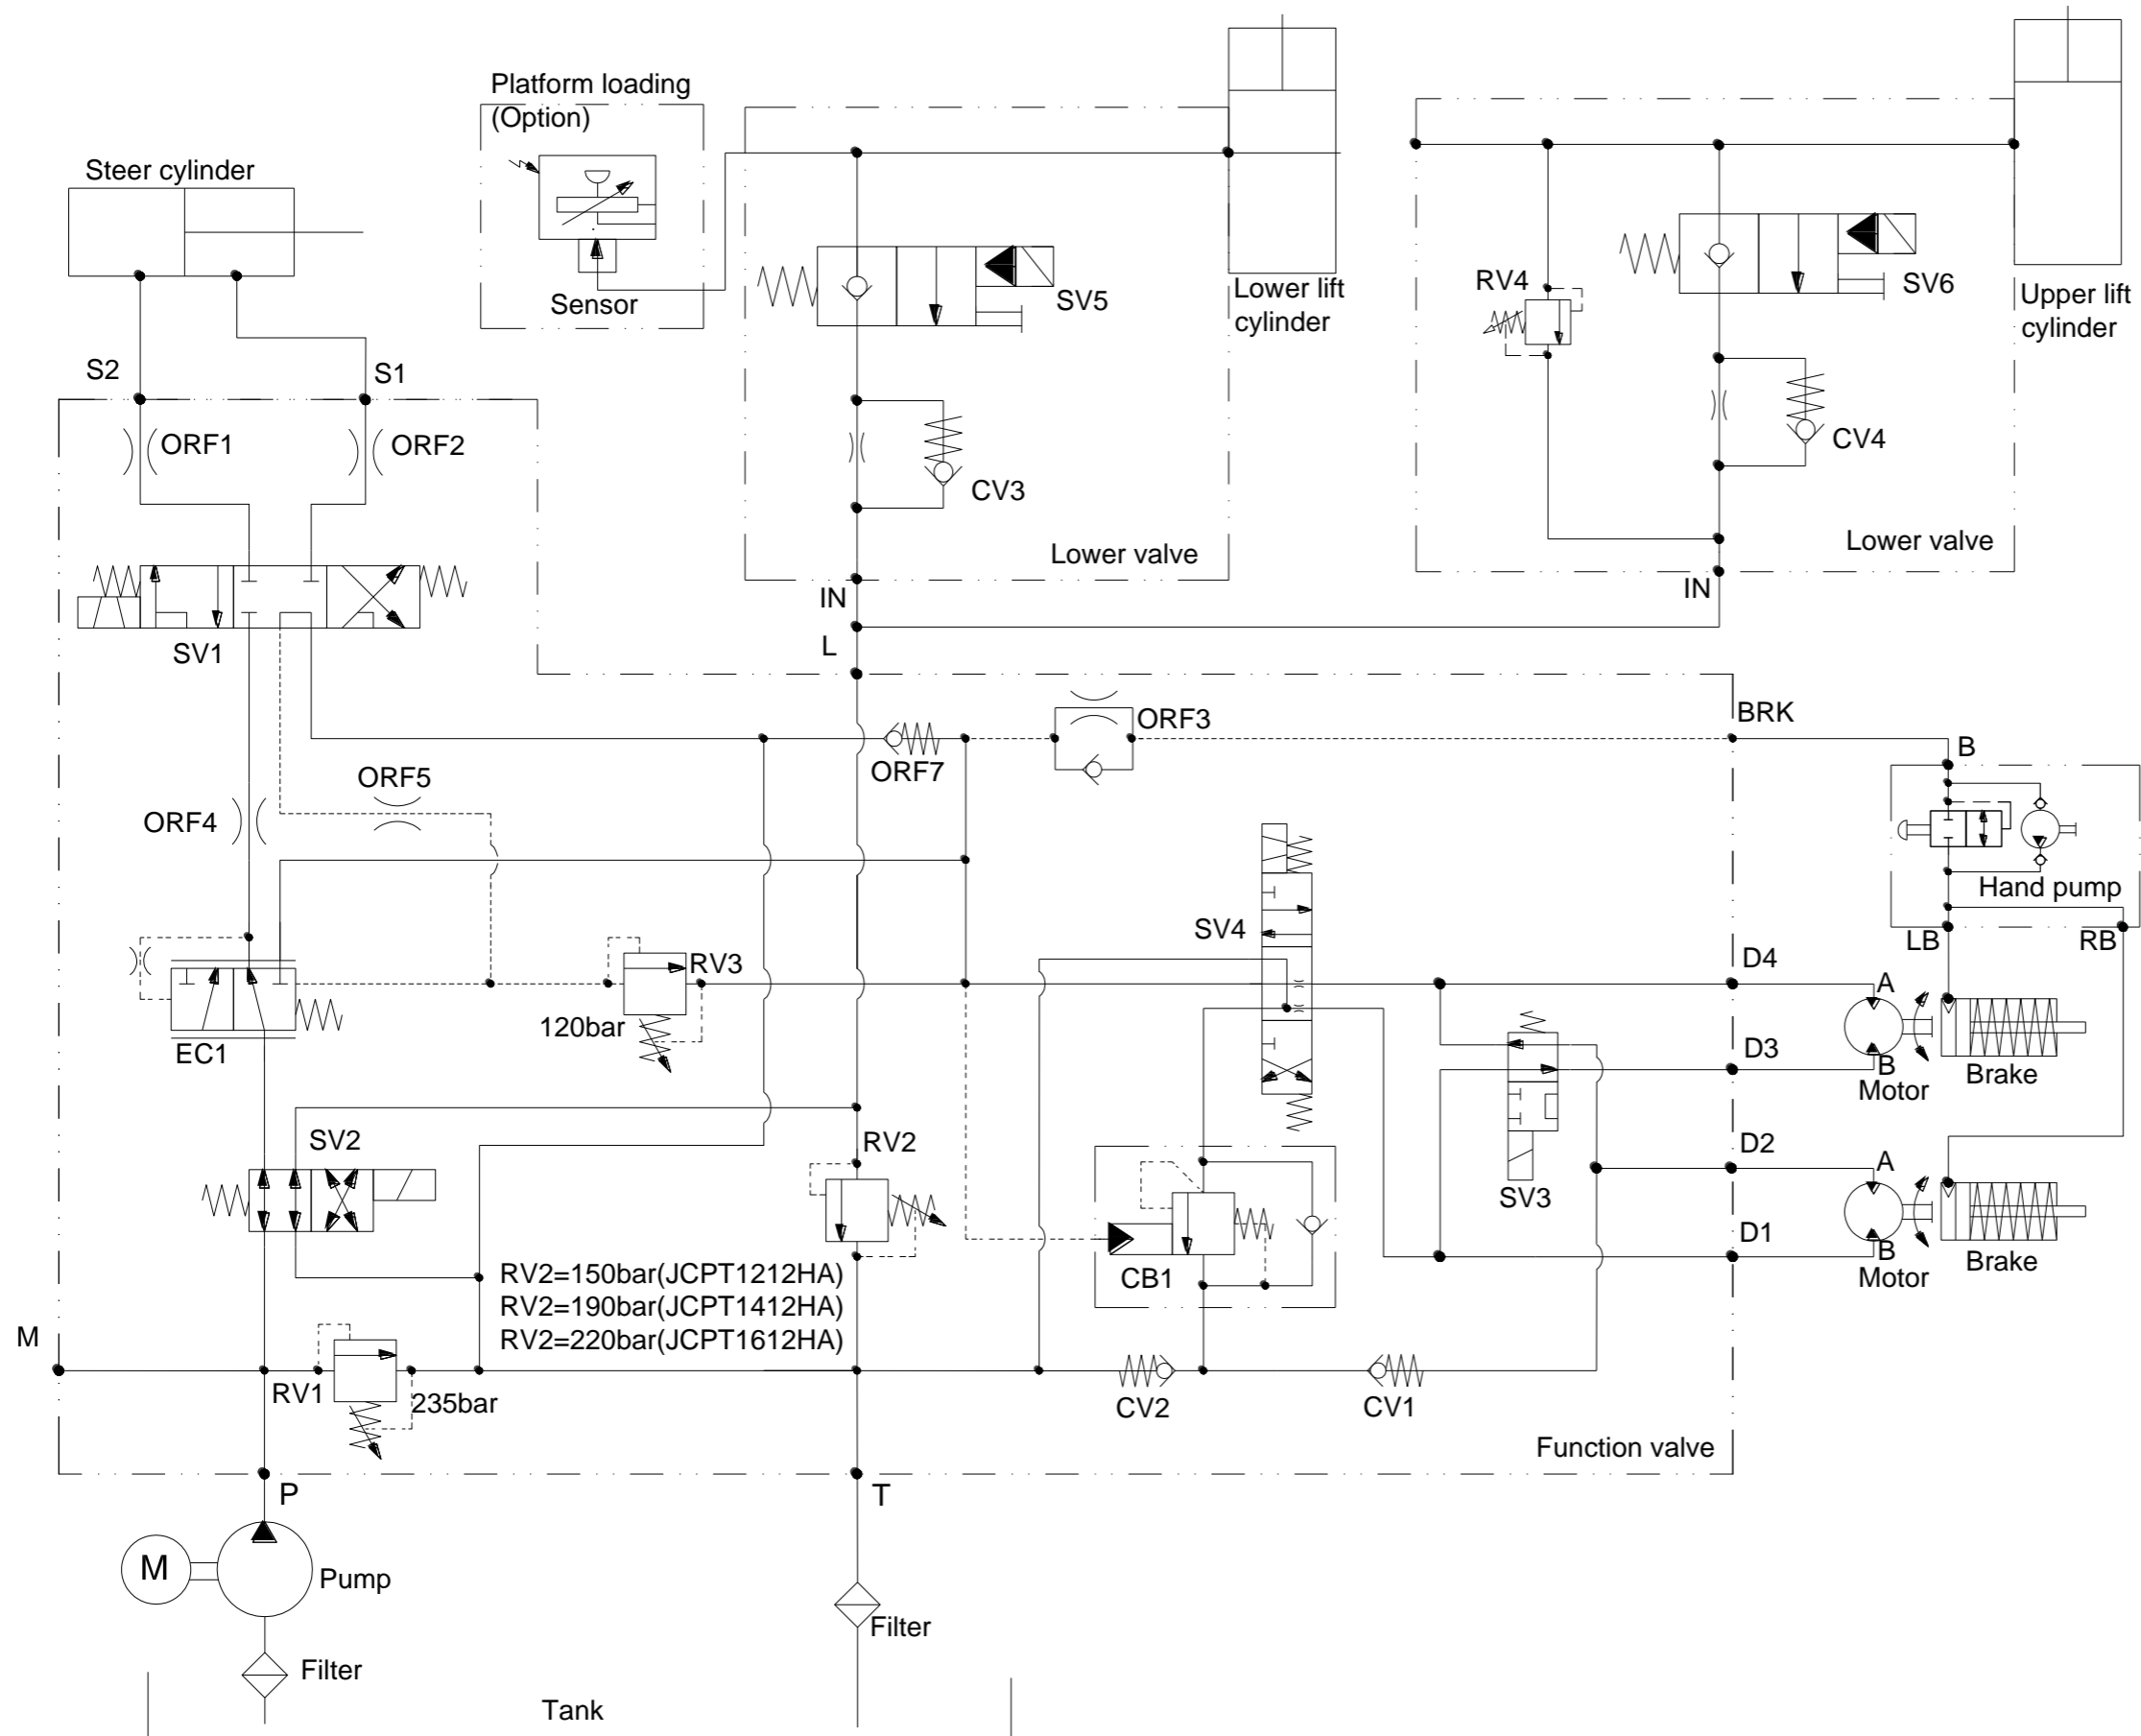 Platform loading
(Option)
Steer cylinder
Sensor
SV5
Lower lift
cylinder
RV4
SV6
Upper lift
cylinder
S2
S1
ORF1
ORF2
CV3
CV4
Lower valve
Lower valve
IN
IN
SV1
L
BRK
ORF3
B
ORF7
ORF5
ORF4
Hand pump
SV4
LB
RB
RV3
D4
A
120bar
EC1
D3
B
Motor
Brake
SV2
RV2
D2
A
SV3
D1
B
Motor
Brake
CB1
RV2=150bar(JCPT1212HA)
RV2=190bar(JCPT1412HA)
RV2=220bar(JCPT1612HA)
M
RV1
235bar
CV2
CV1
Function valve
P
T
M
Pump
Filter
Filter
Tank